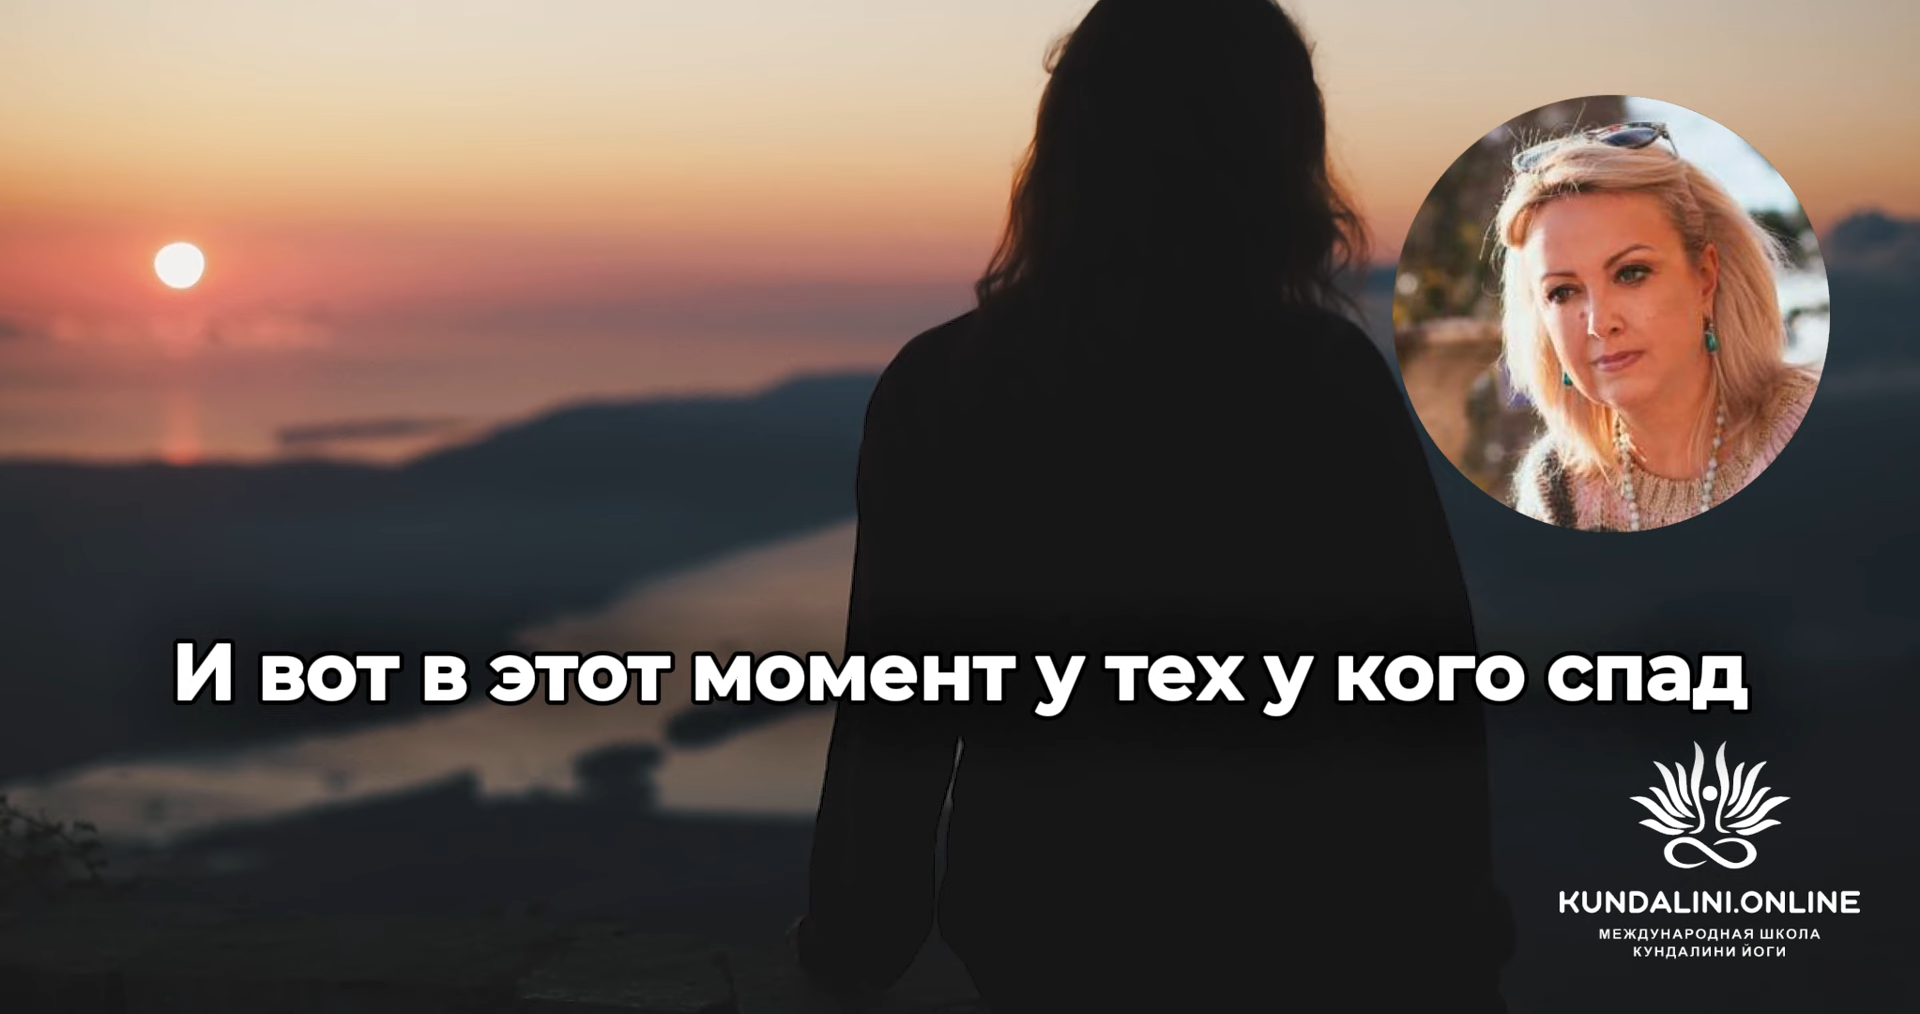 И вот в этот момент у тех у кого спад
KUNDALINI.ONLINE
МЕЖДУНАРОДНАЯ ШКОЛА
КУНДАЛИНИ ЙОГИ